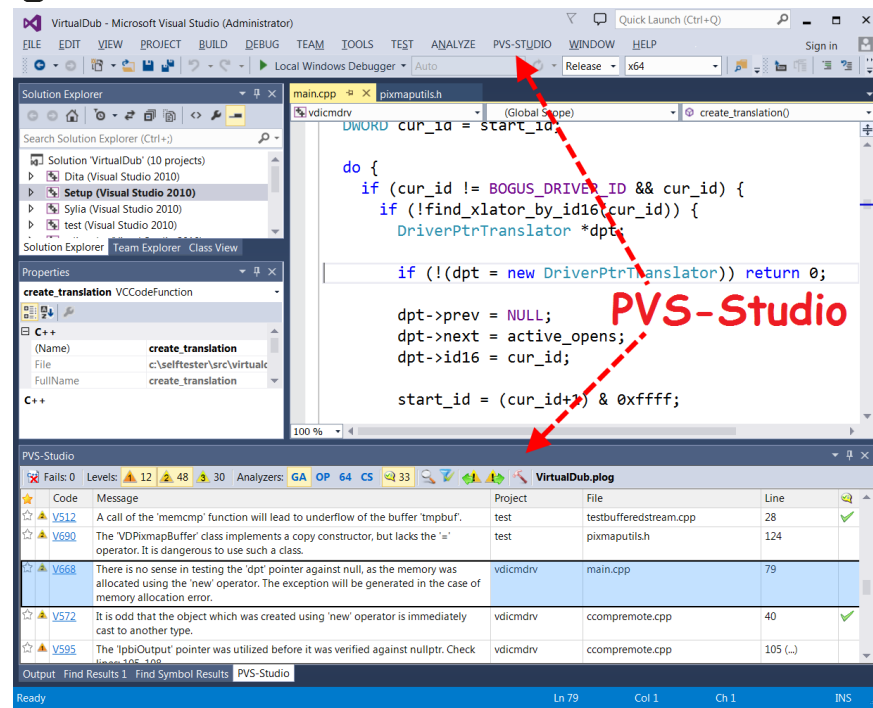 VirtualDub - Microsoft Visual Studio (Administrator)
Quick Launch (Ctrl+Q)
FILE EDIT VIEW PROJECT BUILD DEBUG TEAM TOOLS TEST ANALYZE PVS-STUDIO WINDOW HELP Sign in
Local Windows Debugger Auto Release x64
Solution Explorer
Search Solution Explorer (Ctrl+;)
Solution 'VirtualDub' (10 projects)
Dita (Visual Studio 2010)
Setup (Visual Studio 2010)
Sylia (Visual Studio 2010)
test (Visual Studio 2010)
Solution Explorer Team Explorer Class View
Properties
create_translation VCCodeFunction
C++
(Name) create_translation
File c:\selftester\src\virtualc
FullName create_translation
C++
main.cpp pixmaputils.h
vdicmdrv (Global Scope) create_translation()
DWORD cur_id = start_id;
do {
if (cur_id != BOGUS_DRIVER_ID && cur_id) {
if (!find_xlator_by_id16(cur_id)) {
DriverPtrTranslator *dpt;
if (!(dpt = new DriverPtrTranslator)) return 0;
dpt->prev = NULL;
dpt->next = active_opens;
dpt->id16 = cur_id;
start_id = (cur_id+1) & 0xffff;
PVS-Studio
100 %
PVS-Studio
Fails: 0 Levels: 12 48 30 Analyzers: GA OP 64 CS 33 VirtualDub.plog
Code Message Project File Line
V512 A call of the 'memcmp' function will lead to underflow of the buffer 'tmpbuf'. test testbufferedstream.cpp 28
V690 The 'VDPixmapBuffer' class implements a copy constructor, but lacks the '=' test pixmaputils.h 124
operator. It is dangerous to use such a class.
V668 There is no sense in testing the 'dpt' pointer against null, as the memory was vdicmdrv main.cpp 79
allocated using the 'new' operator. The exception will be generated in the case of
memory allocation error.
V572 It is odd that the object which was created using 'new' operator is immediately vdicmdrv ccompremote.cpp 40
cast to another type.
V595 The 'lpbiOutput' pointer was utilized before it was verified against nullptr. Check vdicmdrv ccompremote.cpp 105 (...)
lines: 105, 108.
Output Find Results 1 Find Symbol Results PVS-Studio
Ready Ln 79 Col 1 Ch 1 INS